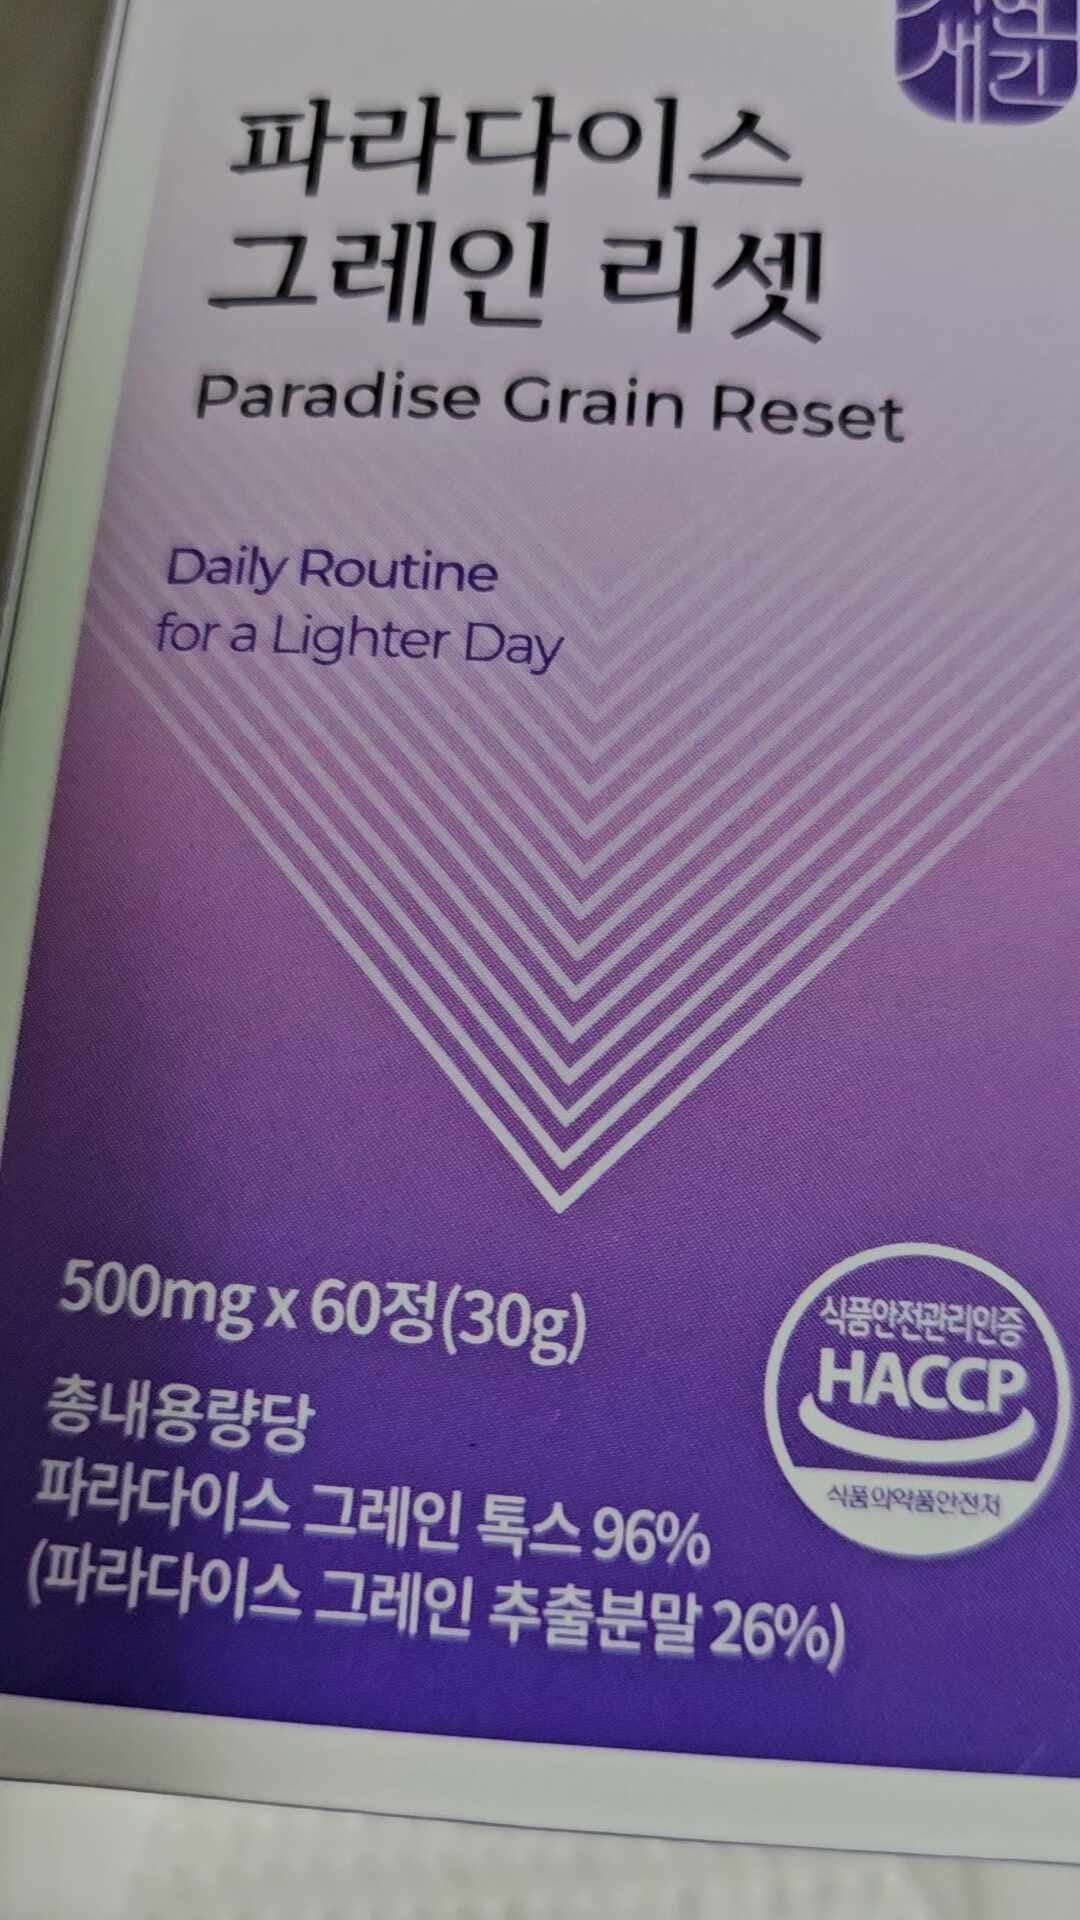 새긴
파라다이스
그레인 리셋
Paradise Grain Reset
Daily Routine
for a Lighter Day
500mg x 60정(30g)
총내용량당
파라다이스 그레인 톡스 96%
(파라다이스 그레인 추출분말 26%)
식품안전관리인증
HACCP
식품의약품안전처